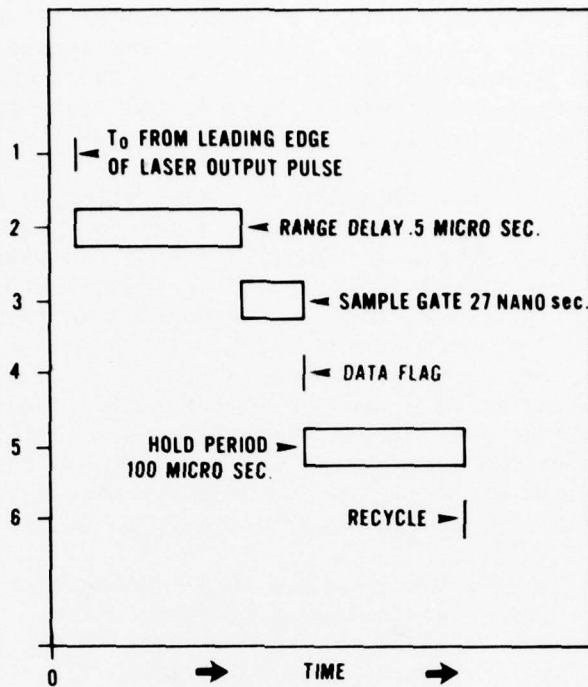 1
T0 FROM LEADING EDGE
OF LASER OUTPUT PULSE
2
RANGE DELAY .5 MICRO SEC.
3
SAMPLE GATE 27 NANO sec.
4
DATA FLAG
5
HOLD PERIOD
100 MICRO SEC.
6
RECYCLE
0
TIME